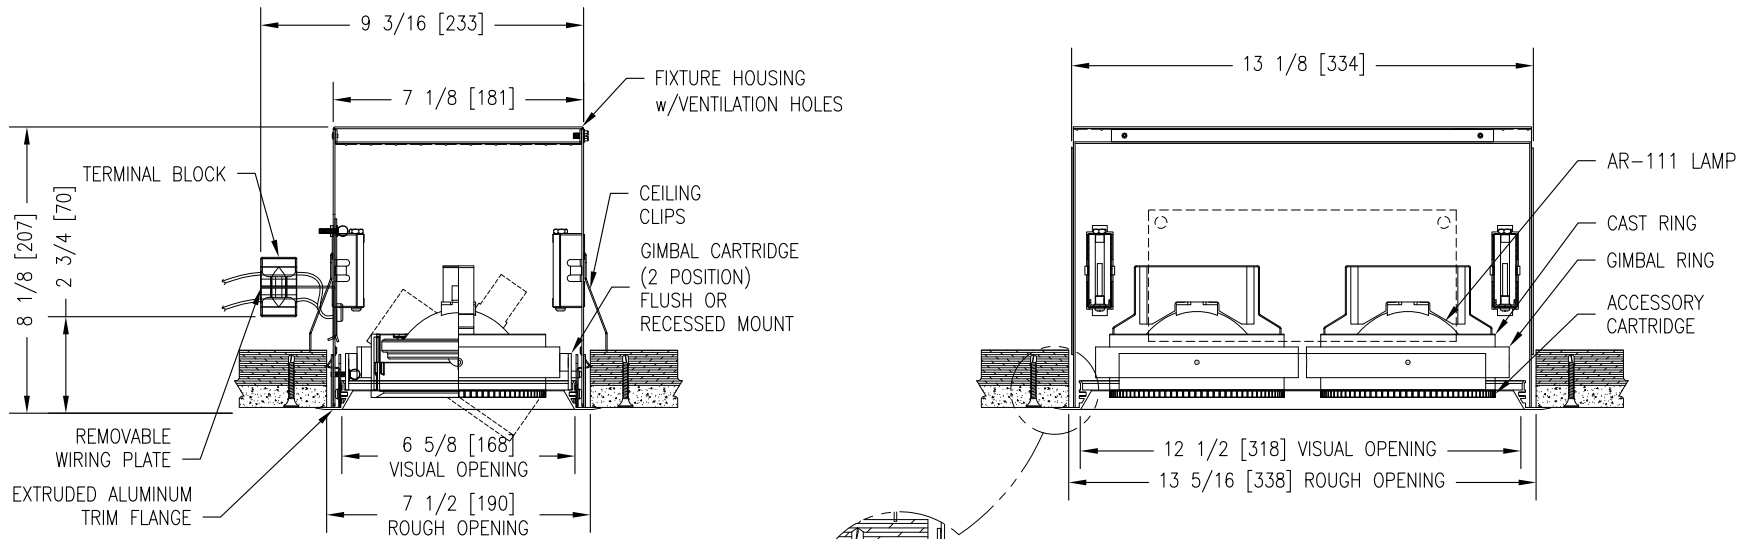 9 3/16 [233]
7 1/8 [181]
FIXTURE HOUSING
w/VENTILATION HOLES
TERMINAL BLOCK
8 1/8 [207]
2 3/4 [70]
CEILING
CLIPS
GIMBAL CARTRIDGE
(2 POSITION)
FLUSH OR
RECESSED MOUNT
REMOVABLE
WIRING PLATE
EXTRUDED ALUMINUM
TRIM FLANGE
6 5/8 [168]
VISUAL OPENING
7 1/2 [190]
ROUGH OPENING
13 1/8 [334]
AR-111 LAMP
CAST RING
GIMBAL RING
ACCESSORY
CARTRIDGE
12 1/2 [318] VISUAL OPENING
13 5/16 [338] ROUGH OPENING